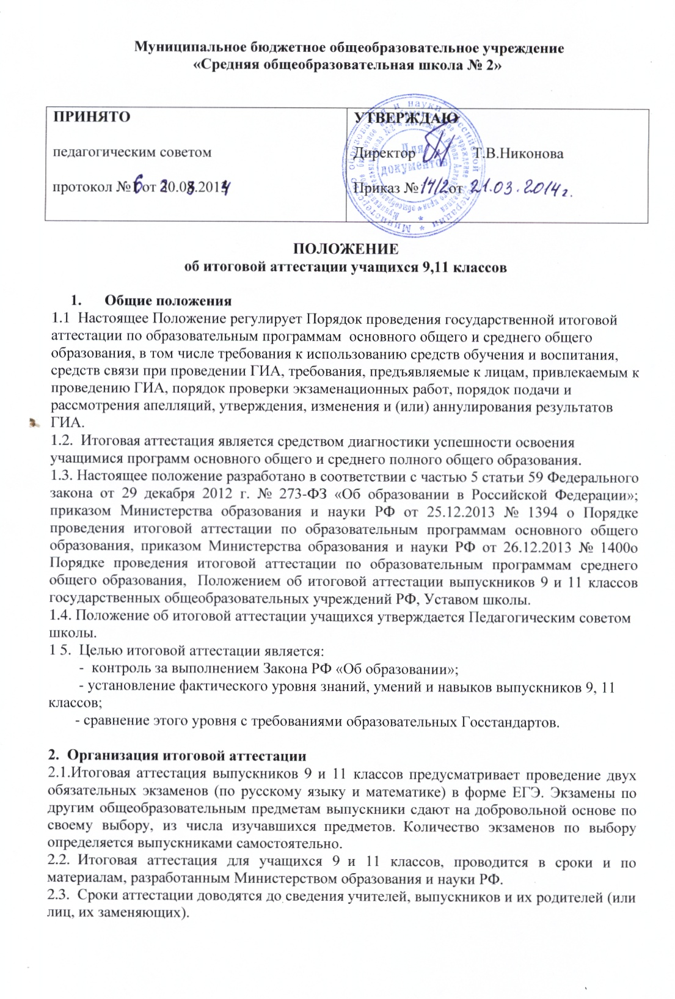 Муниципальное бюджетное общеобразовательное учреждение
«Средняя общеобразовательная школа № 2»
ПРИНЯТО
педагогическим советом
протокол №6 от 20.03.2014
УТВЕРЖДАЮ
Директор Т.В.Никонова
Приказ № 14/2 от 21.03.2014г.
Для
документов
ПОЛОЖЕНИЕ
об итоговой аттестации учащихся 9,11 классов
1. Общие положения
1.1 Настоящее Положение регулирует Порядок проведения государственной итоговой
аттестации по образовательным программам основного общего и среднего общего
образования, в том числе требования к использованию средств обучения и воспитания,
средств связи при проведении ГИА, требования, предъявляемые к лицам, привлекаемым к
проведению ГИА, порядок проверки экзаменационных работ, порядок подачи и
рассмотрения апелляций, утверждения, изменения и (или) аннулирования результатов
ГИА.
1.2. Итоговая аттестация является средством диагностики успешности освоения
учащимися программ основного общего и среднего полного общего образования.
1.3. Настоящее положение разработано в соответствии с частью 5 статьи 59 Федерального
закона от 29 декабря 2012 г. № 273-ФЗ «Об образовании в Российской Федерации»;
приказом Министерства образования и науки РФ от 25.12.2013 № 1394 о Порядке
проведения итоговой аттестации по образовательным программам основного общего
образования, приказом Министерства образования и науки РФ от 26.12.2013 № 1400о
Порядке проведения итоговой аттестации по образовательным программам среднего
общего образования, Положением об итоговой аттестации выпускников 9 и 11 классов
государственных общеобразовательных учреждений РФ, Уставом школы.
1.4. Положение об итоговой аттестации учащихся утверждается Педагогическим советом
школы.
1 5. Целью итоговой аттестации является:
- контроль за выполнением Закона РФ «Об образовании»;
- установление фактического уровня знаний, умений и навыков выпускников 9, 11
классов;
- сравнение этого уровня с требованиями образовательных Госстандартов.
2. Организация итоговой аттестации
2.1.Итоговая аттестация выпускников 9 и 11 классов предусматривает проведение двух
обязательных экзаменов (по русскому языку и математике) в форме ЕГЭ. Экзамены по
другим общеобразовательным предметам выпускники сдают на добровольной основе по
своему выбору, из числа изучавшихся предметов. Количество экзаменов по выбору
определяется выпускниками самостоятельно.
2.2. Итоговая аттестация для учащихся 9 и 11 классов, проводится в сроки и по
материалам, разработанным Министерством образования и науки РФ.
2.3. Сроки аттестации доводятся до сведения учителей, выпускников и их родителей (или
лиц, их заменяющих).